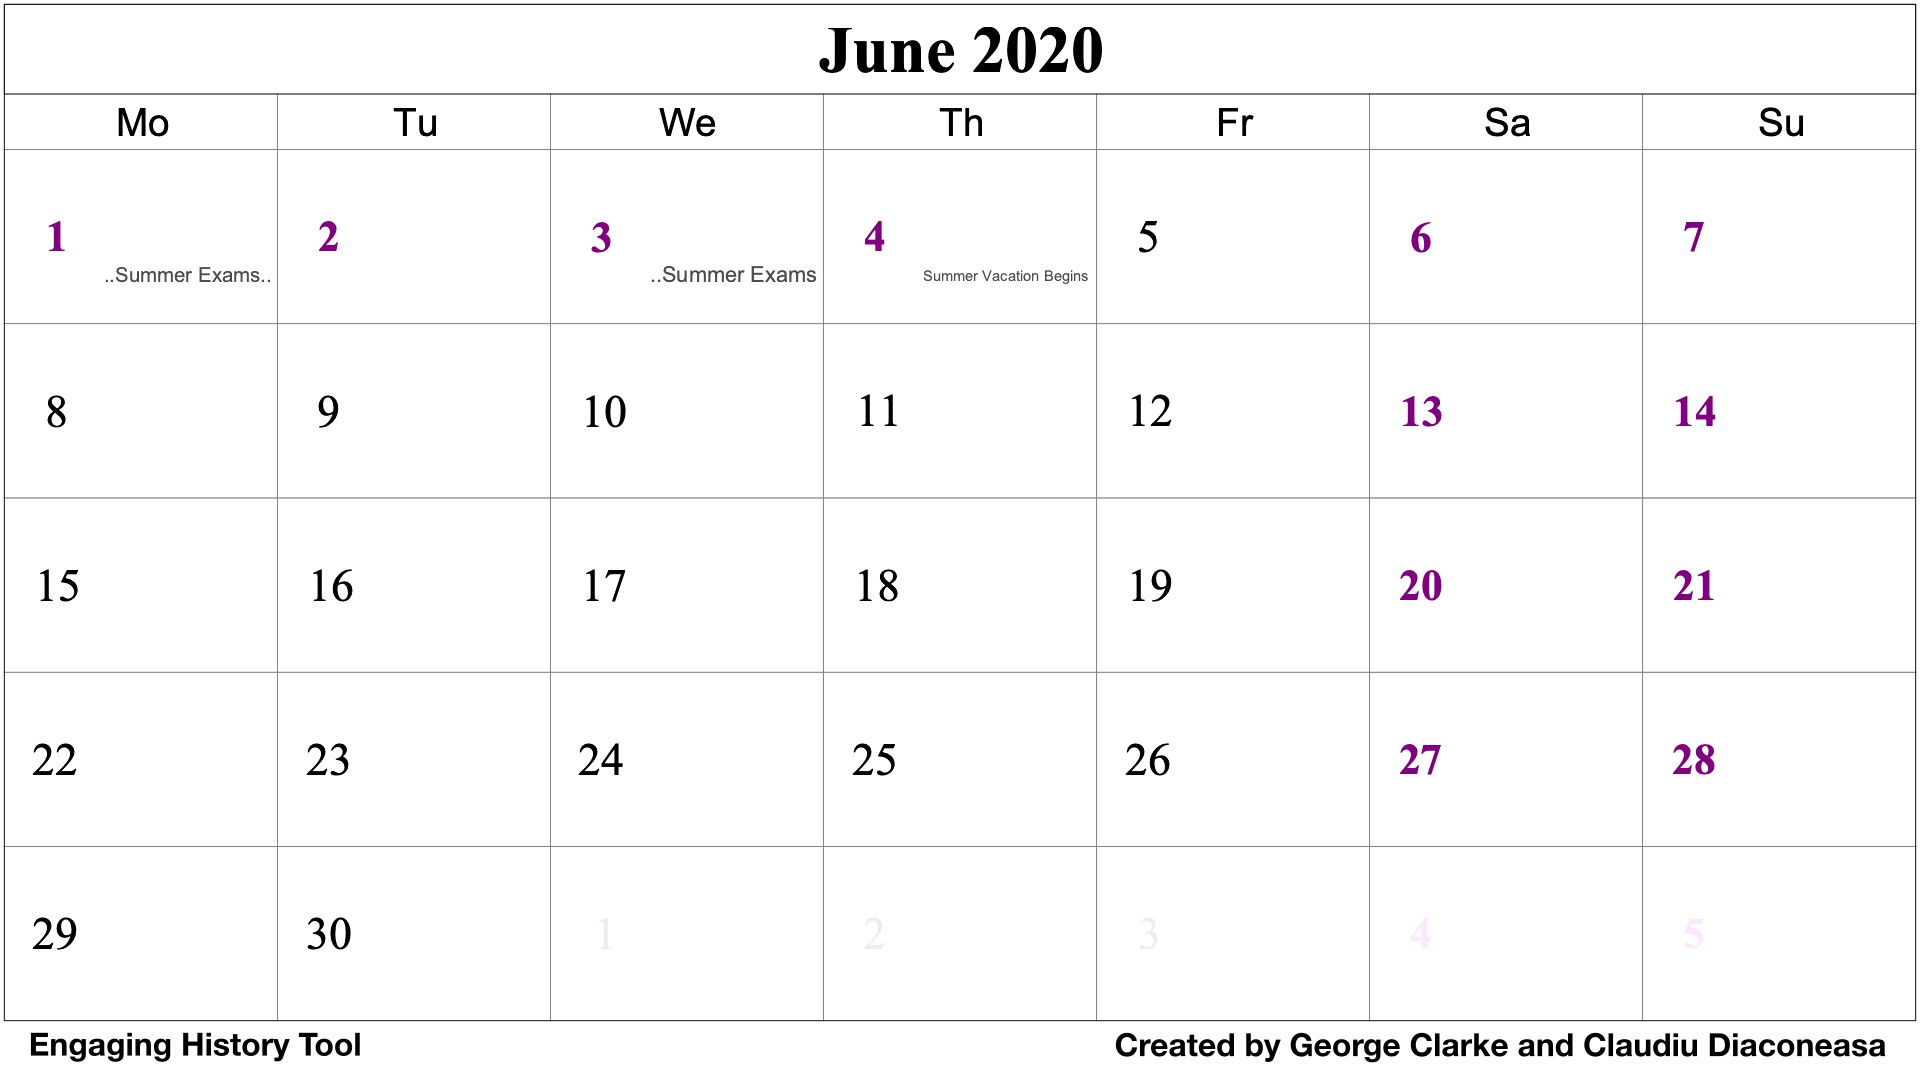 June 2020
Mo Tu We Th Fr Sa Su
1 2 3 4 5 6 7
..Summer Exams.. ..Summer Exams Summer Vacation Begins
8 9 10 11 12 13 14
15 16 17 18 19 20 21
22 23 24 25 26 27 28
29 30 1 2 3 4 5
Engaging History Tool Created by George Clarke and Claudiu Diaconeasa